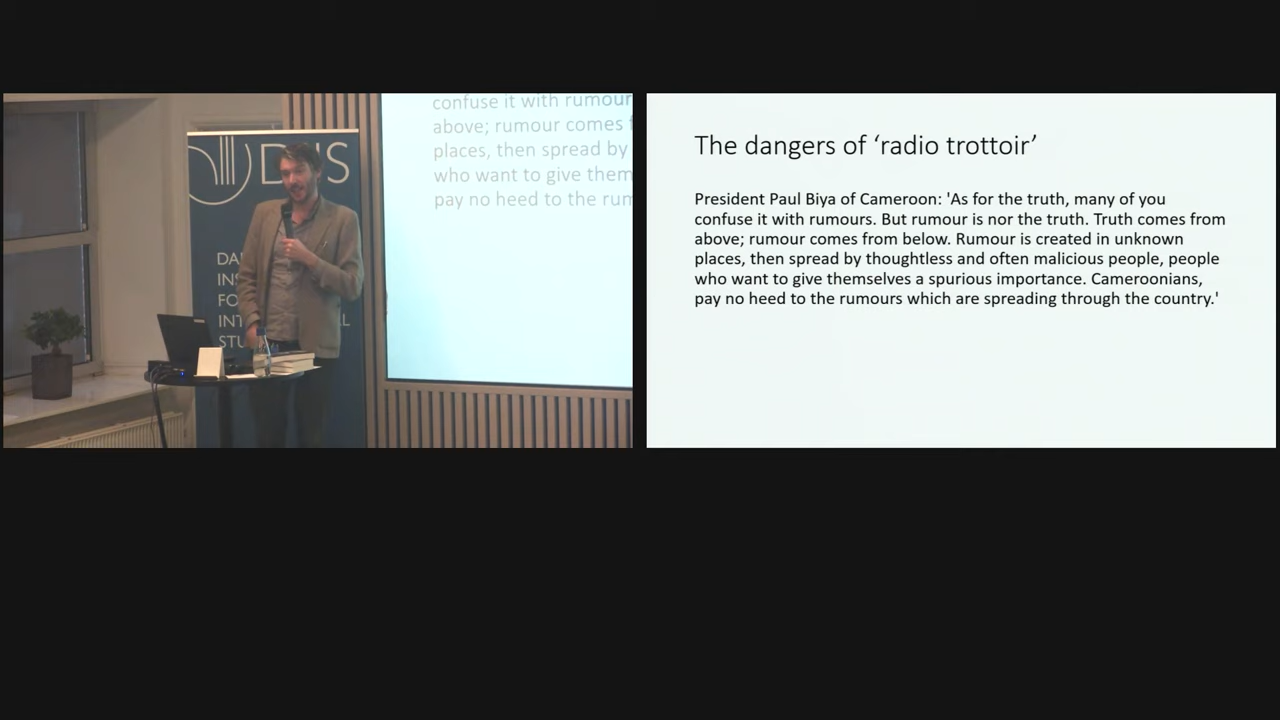 confuse it with rumour
above; rumour comes
places, then spread by
who want to give them
pay no heed to the rum
The dangers of ‘radio trottoir’
President Paul Biya of Cameroon: 'As for the truth, many of you
confuse it with rumours. But rumour is nor the truth. Truth comes from
above; rumour comes from below. Rumour is created in unknown
places, then spread by thoughtless and often malicious people, people
who want to give themselves a spurious importance. Cameroonians,
pay no heed to the rumours which are spreading through the country.'